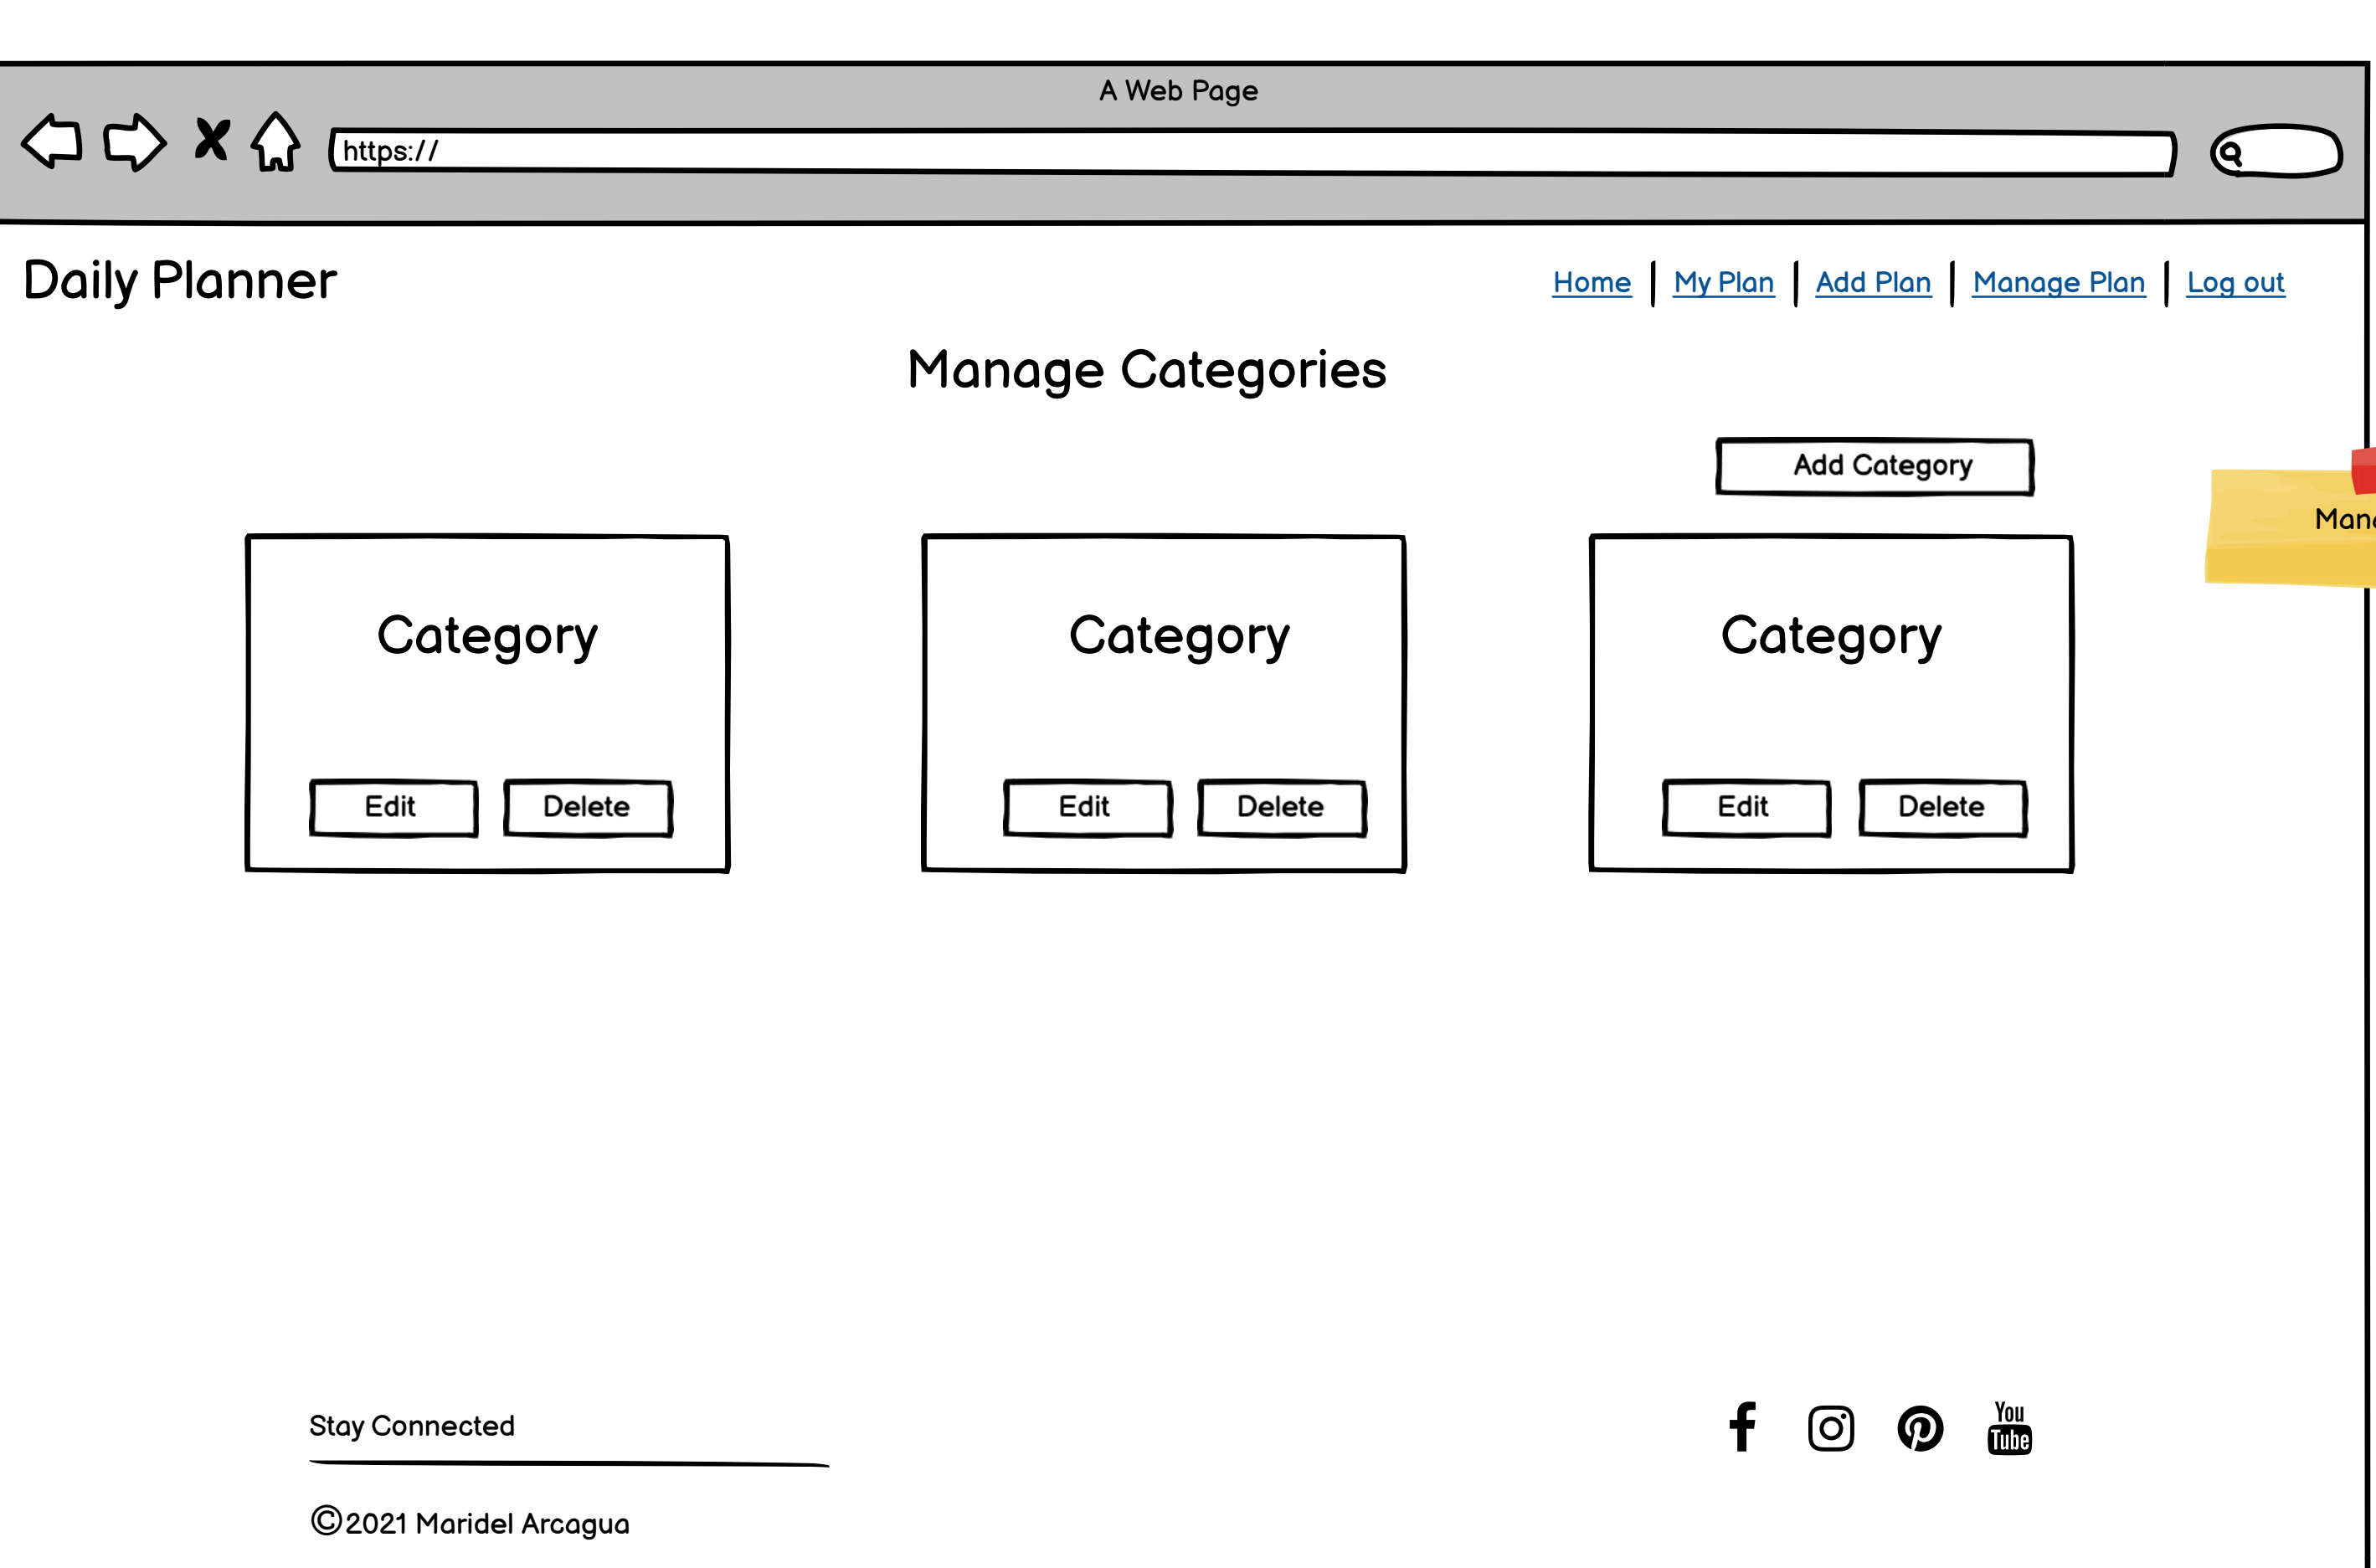 A Web Page
https://
Daily Planner
Home My Plan Add Plan Manage Plan Log out
Manage Categories
Add Category
Category Category Category
Edit Delete Edit Delete Edit Delete
Stay Connected
You
Tube
©2021 Maridel Arcagua